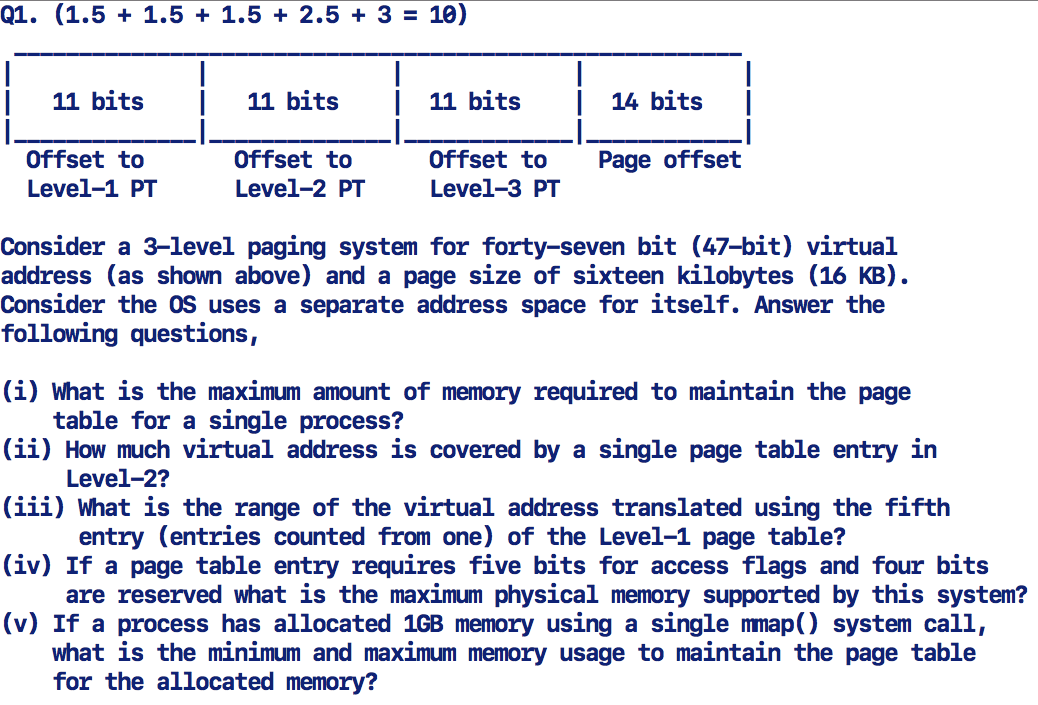 Q1. (1.5 + 1.5 + 1.5 + 2.5 + 3 = 10)
11 bits 11 bits 11 bits 14 bits
Offset to Offset to Offset to Page offset
Level-1 PT Level-2 PT Level-3 PT
Consider a 3-level paging system for forty-seven bit (47-bit) virtual
address (as shown above) and a page size of sixteen kilobytes (16 KB).
Consider the OS uses a separate address space for itself. Answer the
following questions,
(i) What is the maximum amount of memory required to maintain the page
table for a single process?
(ii) How much virtual address is covered by a single page table entry in
Level-2?
(iii) What is the range of the virtual address translated using the fifth
entry (entries counted from one) of the Level-1 page table?
(iv) If a page table entry requires five bits for access flags and four bits
are reserved what is the maximum physical memory supported by this system?
(v) If a process has allocated 1GB memory using a single mmap() system call,
what is the minimum and maximum memory usage to maintain the page table
for the allocated memory?